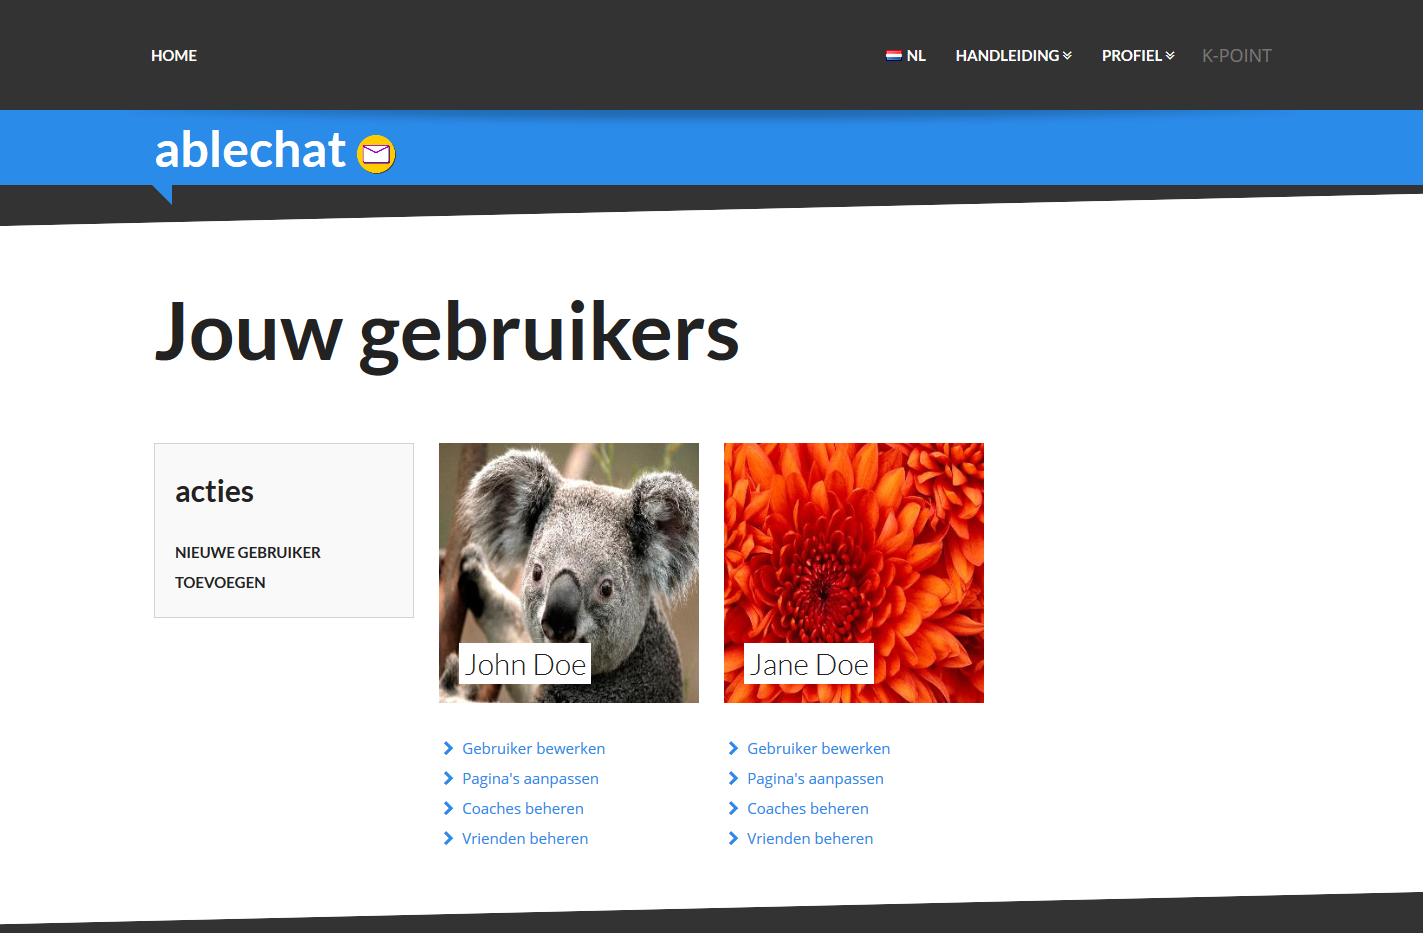 HOME
NL HANDLEIDING PROFIEL K-POINT
ablechat
Jouw gebruikers
acties
NIEUWE GEBRUIKER
TOEVOEGEN
John Doe
Gebruiker bewerken
Pagina's aanpassen
Coaches beheren
Vrienden beheren
Jane Doe
Gebruiker bewerken
Pagina's aanpassen
Coaches beheren
Vrienden beheren